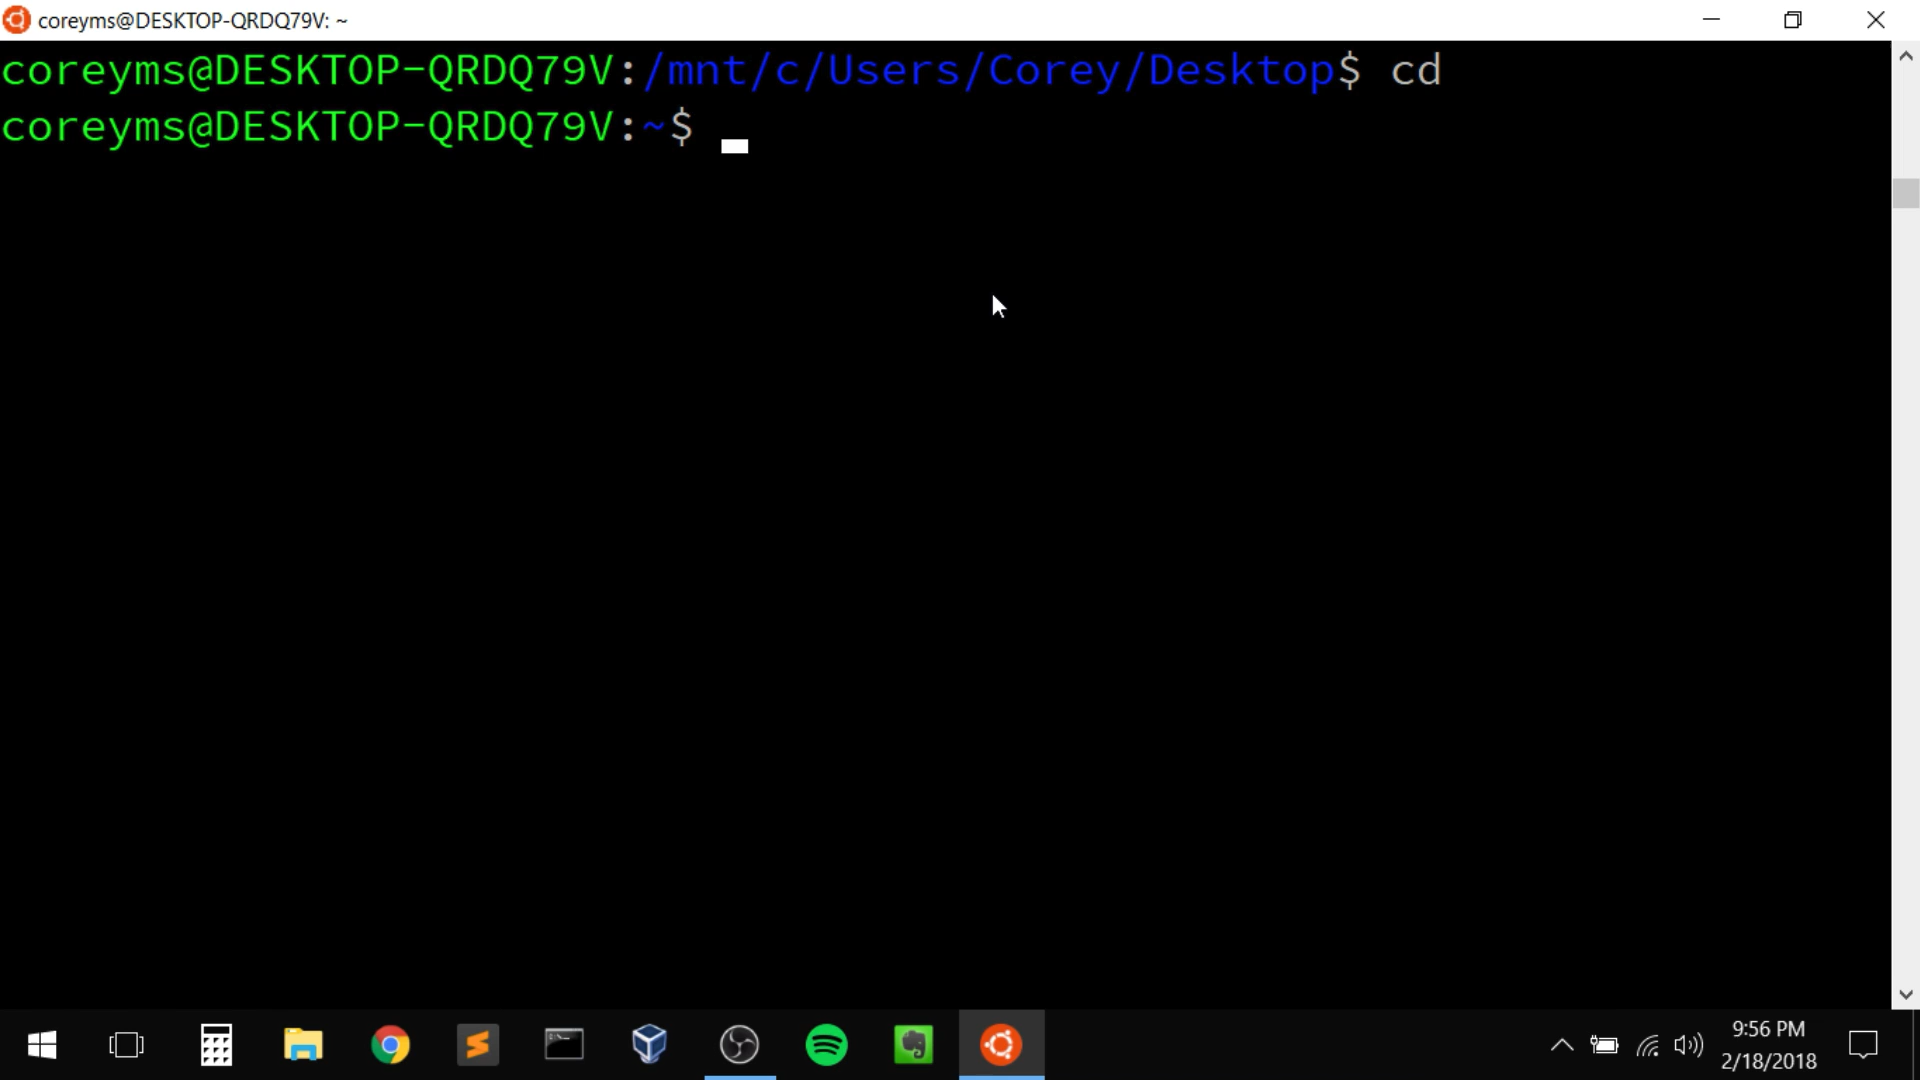 coreyms@DESKTOP-QRDQ79V: ~
coreyms@DESKTOP-QRDQ79V:/mnt/c/Users/Corey/Desktop$ cd
coreyms@DESKTOP-QRDQ79V:~$
9:56 PM
2/18/2018